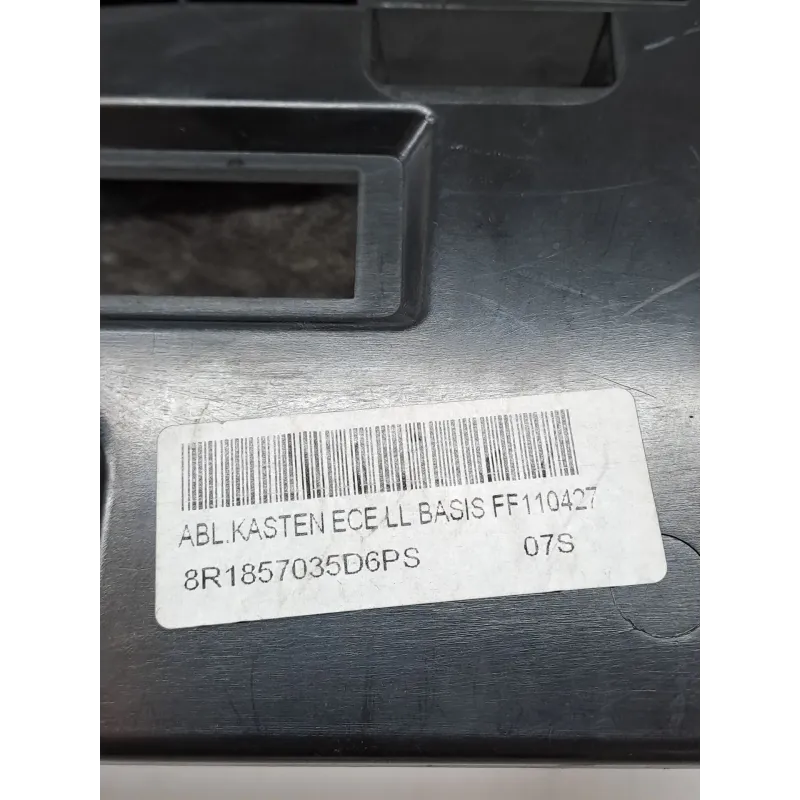 ABL.KASTEN ECE LL BASIS FF110427
8R1857035D6PS 07S